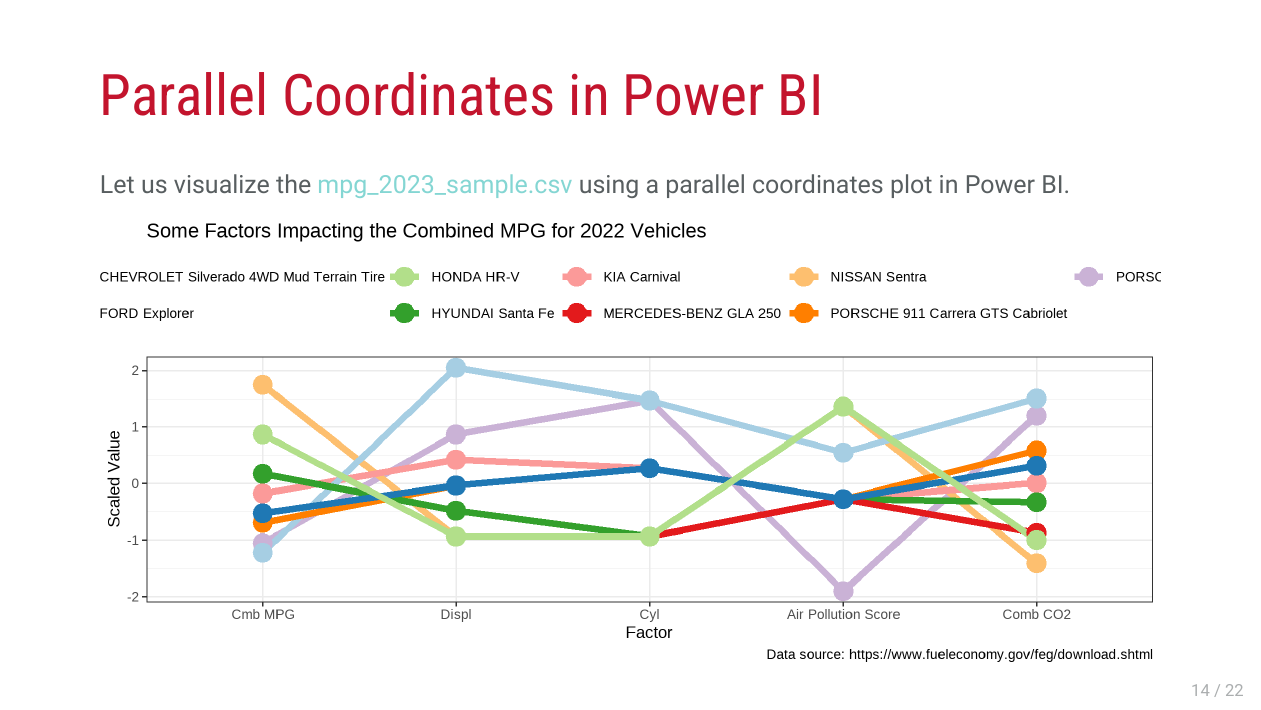 Parallel Coordinates in Power BI
Let us visualize the mpg_2023_sample.csv using a parallel coordinates plot in Power BI.
Some Factors Impacting the Combined MPG for 2022 Vehicles
CHEVROLET Silverado 4WD Mud Terrain Tire HONDA HR-V KIA Carnival NISSAN Sentra PORSC
FORD Explorer HYUNDAI Santa Fe MERCEDES-BENZ GLA 250 PORSCHE 911 Carrera GTS Cabriolet
2
1
0
-1
-2
Scaled Value
Cmb MPG Displ Cyl Air Pollution Score Comb CO2
Factor
Data source: https://www.fueleconomy.gov/feg/download.shtml
14 / 22